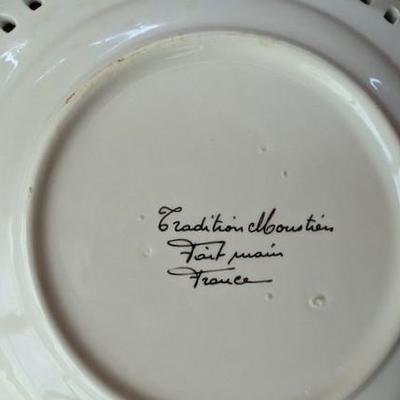 Tradition Moustiers
Fait main
France